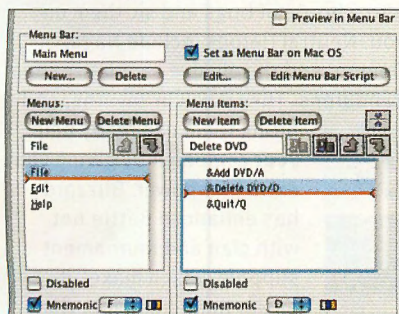 Preview in Menu Bar
Menu Bar:
Main Menu
Set as Menu Bar on Mac OS
New...
Delete
Edit...
Edit Menu Bar Script
Menus:
New Menu
Delete Menu
File
File
Edit
Help
Disabled
Mnemonic
F
Menu Items:
New Item
Delete Item
Delete DVD
&Add DVD/A
&Delete DVD/D
&Quit/Q
Disabled
Mnemonic
D